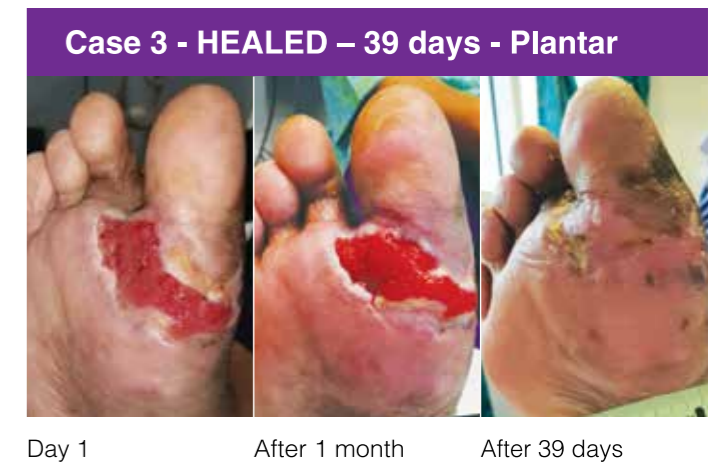 Case 3 - HEALED – 39 days - Plantar
Day 1
After 1 month
After 39 days